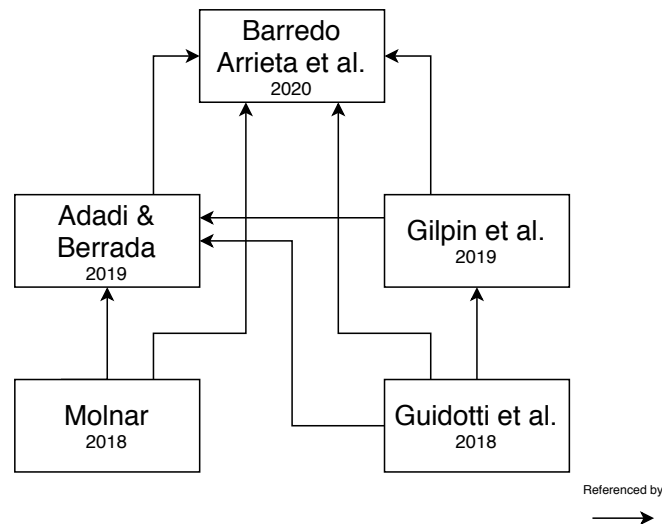 Barredo
Arrieta et al.
2020
Adadi &
Berrada
2019
Gilpin et al.
2019
Molnar
2018
Guidotti et al.
2018
Referenced by